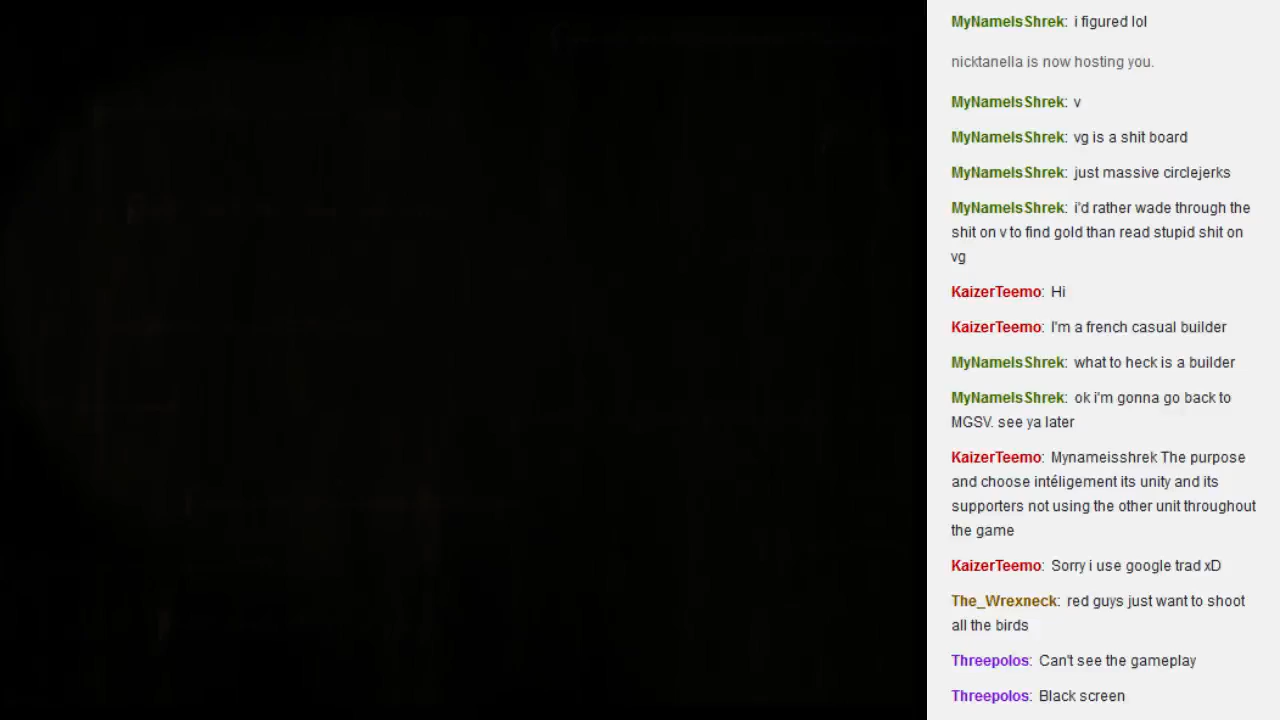 MyNameIsShrek: i figured lol
nicktanella is now hosting you.
MyNameIsShrek: v
MyNameIsShrek: vg is a shit board
MyNameIsShrek: just massive circlejerks
MyNameIsShrek: i'd rather wade through the
shit on v to find gold than read stupid shit on
vg
KaizerTeemo: Hi
KaizerTeemo: I'm a french casual builder
MyNameIsShrek: what to heck is a builder
MyNameIsShrek: ok i'm gonna go back to
MGSV. see ya later
KaizerTeemo: Mynameisshrek The purpose
and choose intéligement its unity and its
supporters not using the other unit throughout
the game
KaizerTeemo: Sorry i use google trad xD
The_Wrexneck: red guys just want to shoot
all the birds
Threepolos: Can't see the gameplay
Threepolos: Black screen